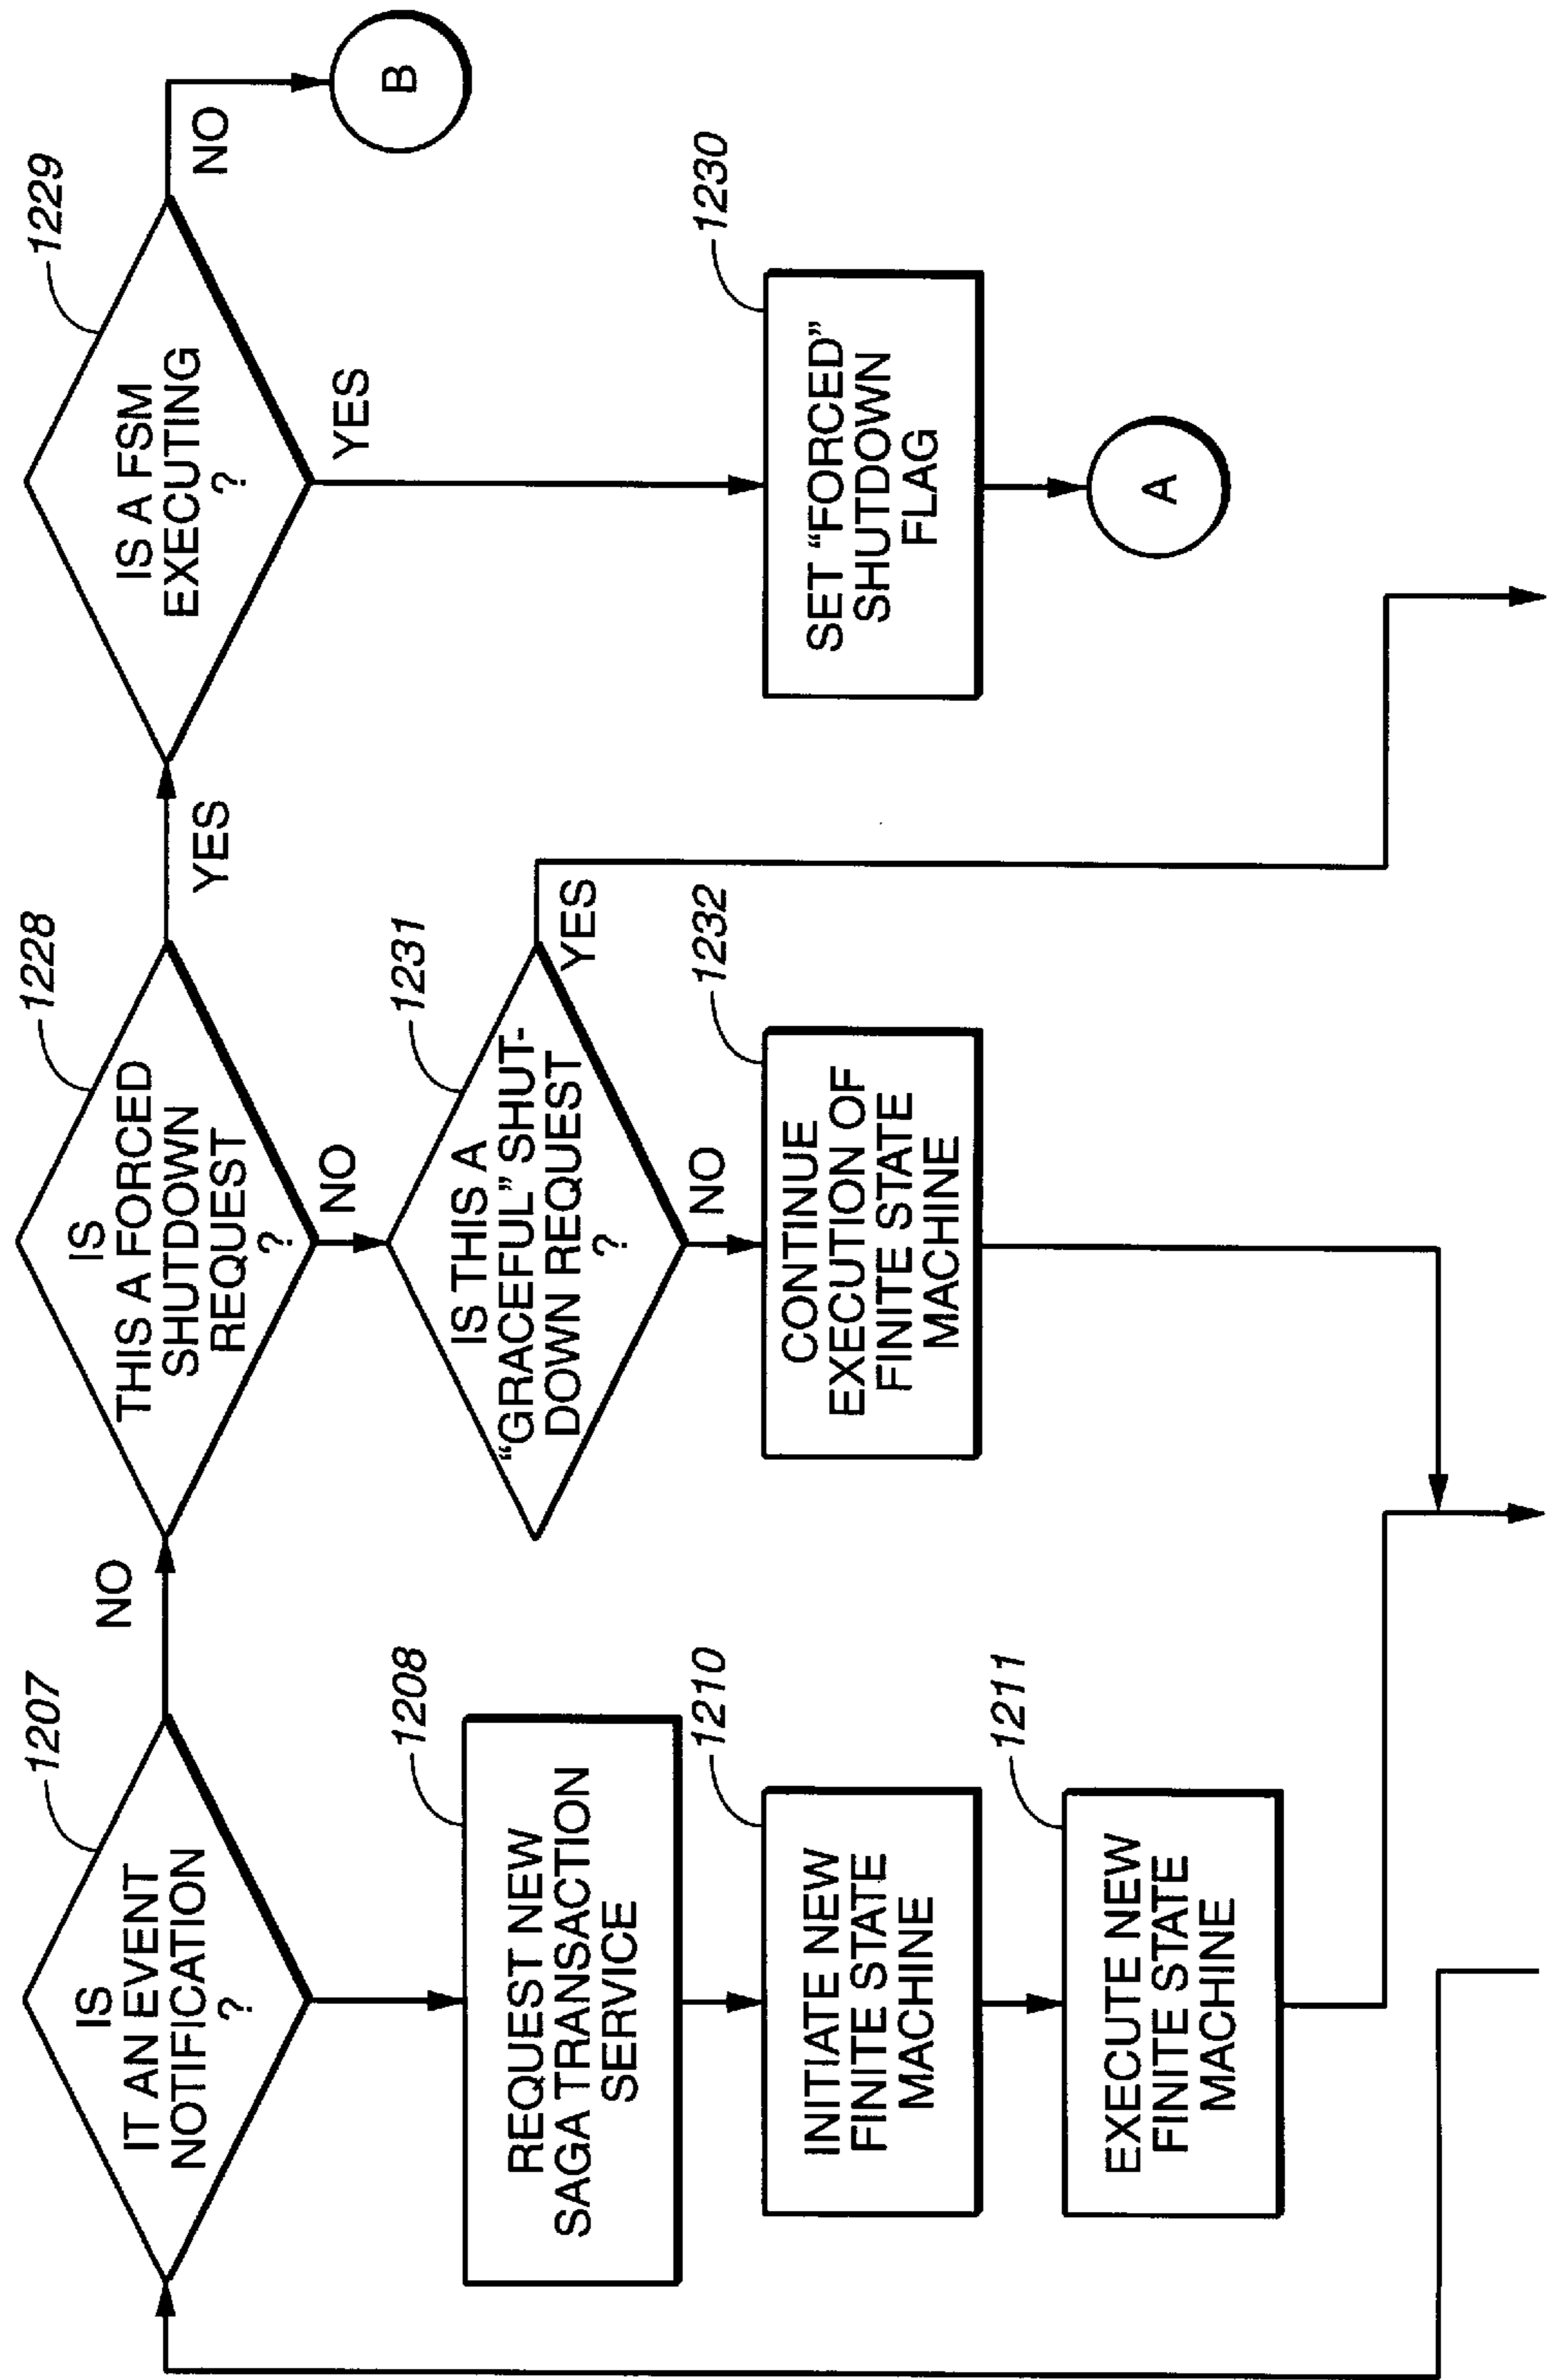 1207
IS
IT AN EVENT
NOTIFICATION
?
NO
1208
REQUEST NEW
SAGA TRANSACTION
SERVICE
1210
INITIATE NEW
FINITE STATE
MACHINE
1211
EXECUTE NEW
FINITE STATE
MACHINE
1228
IS
THIS A FORCED
SHUTDOWN
REQUEST
?
YES
NO
1231
IS THIS A
“GRACEFUL” SHUT-
DOWN REQUEST
?
YES
NO
1232
CONTINUE
EXECUTION OF
FINITE STATE
MACHINE
1229
IS A FSM
EXECUTING
?
NO
B
YES
1230
SET “FORCED”
SHUTDOWN
FLAG
A